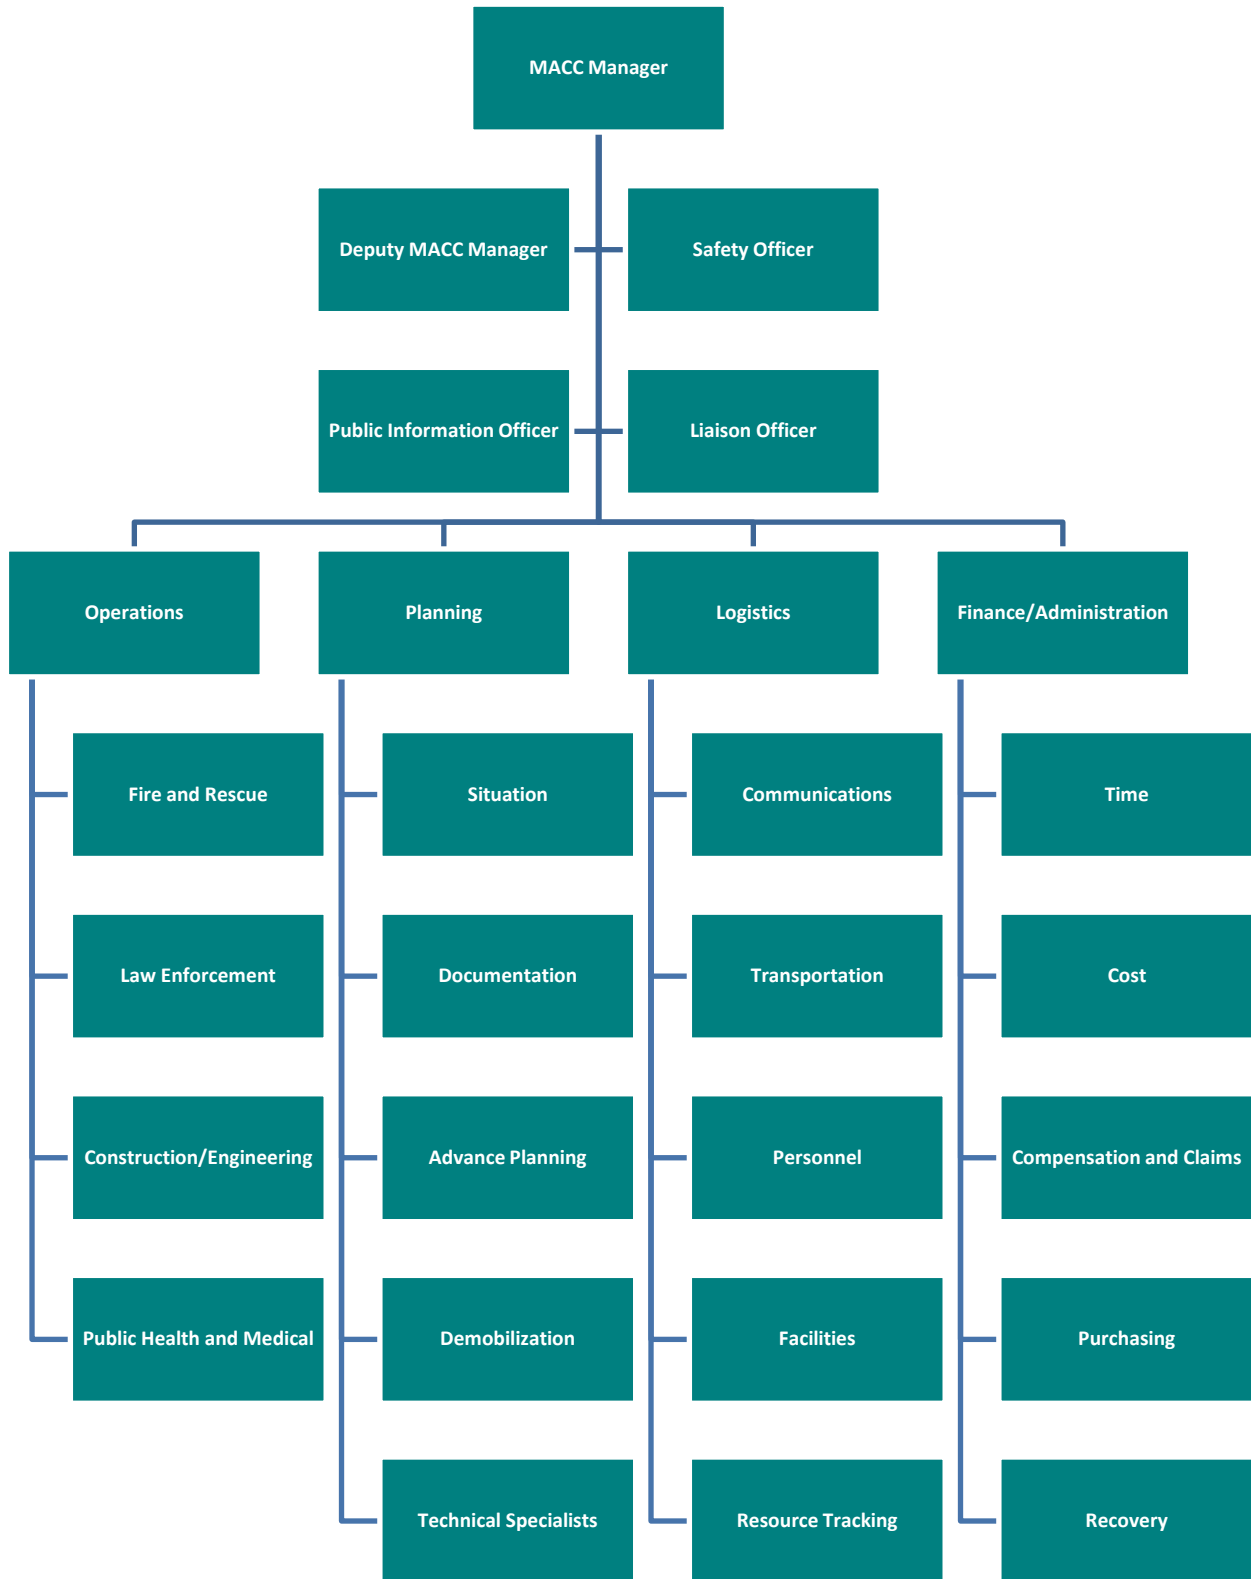 MACC Manager
Deputy MACC Manager
Safety Officer
Public Information Officer
Liaison Officer
Operations
Planning
Logistics
Finance/Administration
Fire and Rescue
Situation
Communications
Time
Law Enforcement
Documentation
Transportation
Cost
Construction/Engineering
Advance Planning
Personnel
Compensation and Claims
Public Health and Medical
Demobilization
Facilities
Purchasing
Technical Specialists
Resource Tracking
Recovery